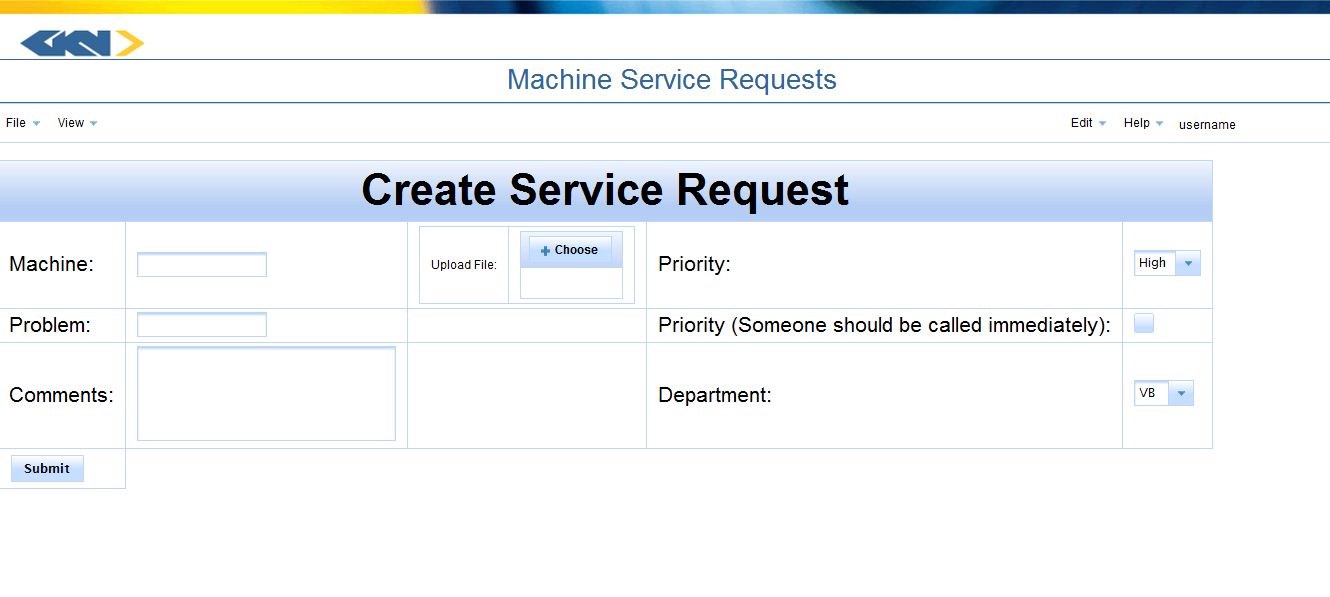 GKN
Machine Service Requests
File View Edit Help username
Create Service Request
Machine: Upload File: + Choose Priority: High
Problem: Priority (Someone should be called immediately):
Comments: Department: VB
Submit